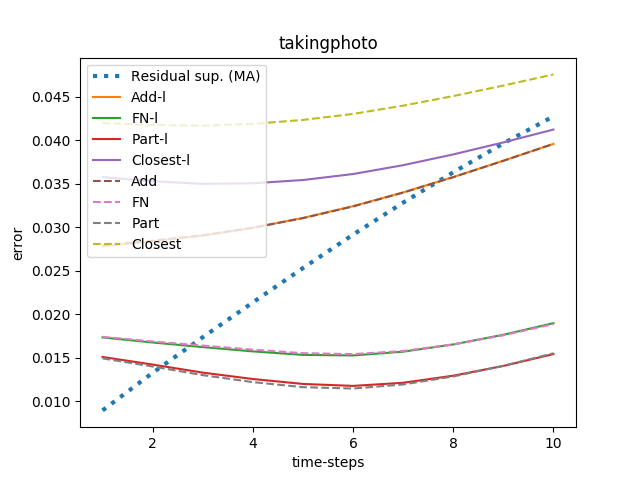 takingphoto
Residual sup. (MA)
Add-l
FN-l
Part-l
Closest-l
Add
FN
Part
Closest
error
0.045
0.040
0.035
0.030
0.025
0.020
0.015
0.010
2 4 6 8 10
time-steps